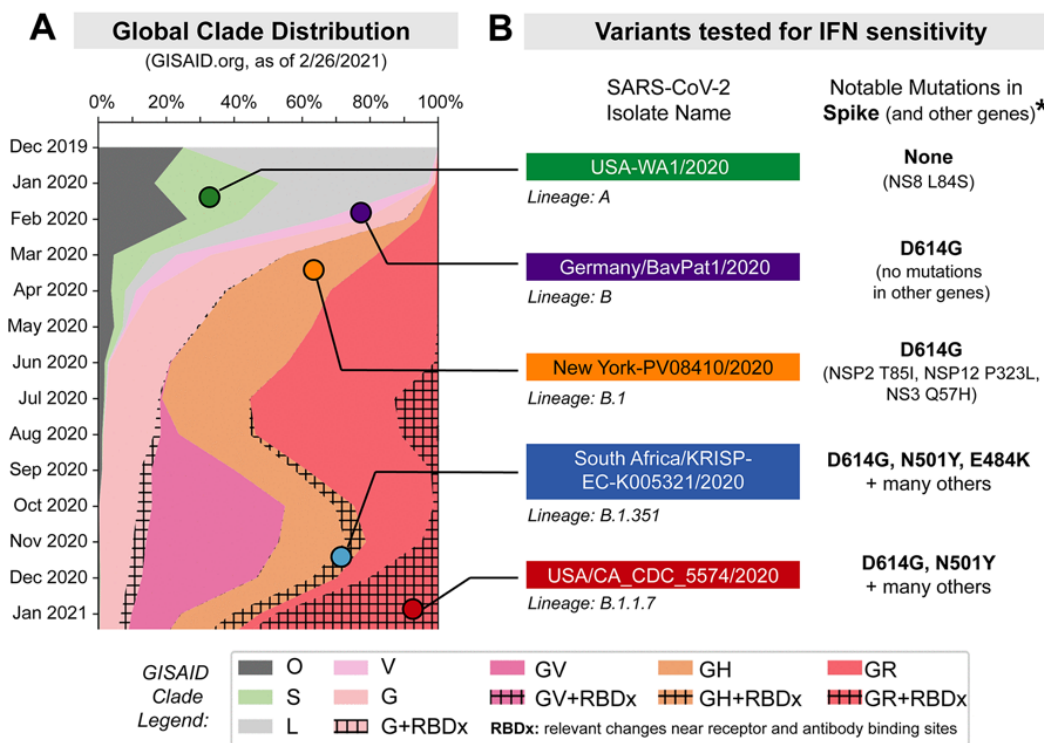 A Global Clade Distribution
(GISAID.org, as of 2/26/2021)
0% 20% 40% 60% 80% 100%
Dec 2019
Jan 2020
Feb 2020
Mar 2020
Apr 2020
May 2020
Jun 2020
Jul 2020
Aug 2020
Sep 2020
Oct 2020
Nov 2020
Dec 2020
Jan 2021
B Variants tested for IFN sensitivity
SARS-CoV-2
Isolate Name
Notable Mutations in
Spike (and other genes)*
USA-WA1/2020
Lineage: A
None
(NS8 L84S)
Germany/BavPat1/2020
Lineage: B
D614G
(no mutations
in other genes)
New York-PV08410/2020
Lineage: B.1
D614G
(NSP2 T85I, NSP12 P323L,
NS3 Q57H)
South Africa/KRISP-
EC-K005321/2020
Lineage: B.1.351
D614G, N501Y, E484K
+ many others
USA/CA_CDC_5574/2020
Lineage: B.1.1.7
D614G, N501Y
+ many others
GISAID
Clade
Legend:
O V GV GH GR
S G GV+RBDx GH+RBDx GR+RBDx
L G+RBDx RBDx: relevant changes near receptor and antibody binding sites